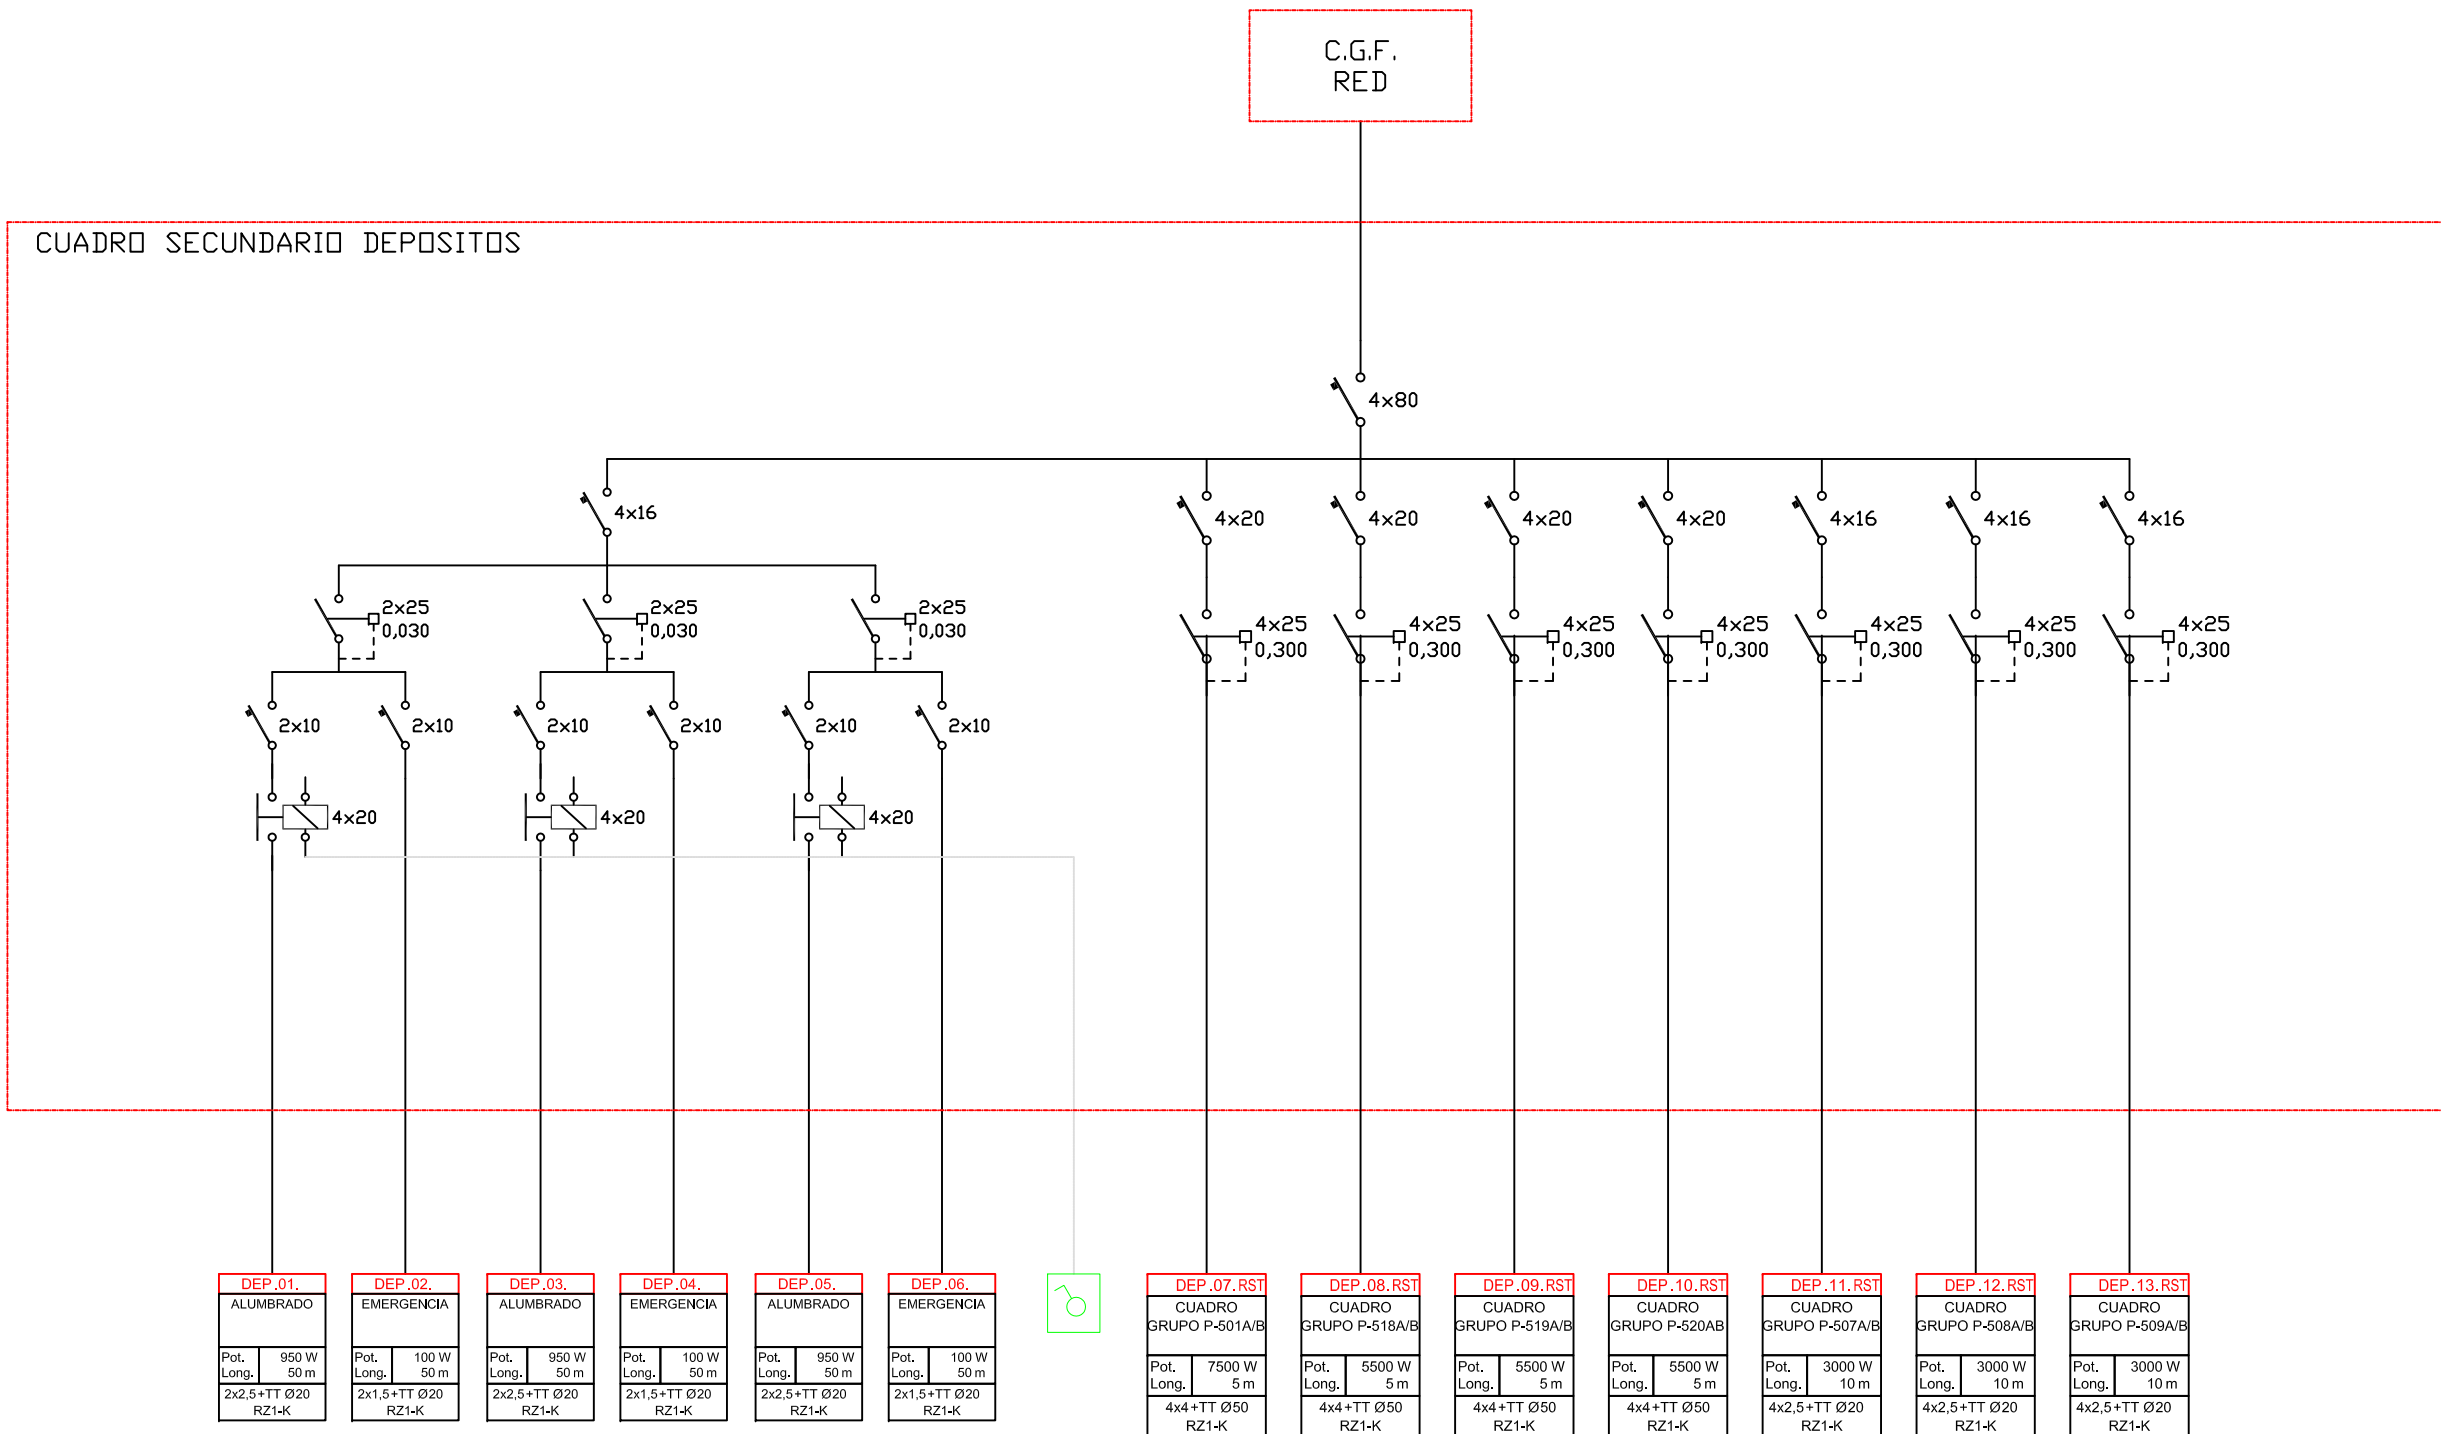 C.G.F.
RED
CUADRO SECUNDARIO DEPOSITOS
4x80
4x16
4x20
4x20
4x20
4x20
4x16
4x16
4x16
2x25
0,030
2x25
0,030
2x25
0,030
4x25
0,300
4x25
0,300
4x25
0,300
4x25
0,300
4x25
0,300
4x25
0,300
4x25
0,300
2x10
2x10
2x10
2x10
2x10
2x10
4x20
4x20
4x20
DEP.01.
ALUMBRADO
Pot. 950 W
Long. 50 m
2x2,5+TT Ø20
RZ1-K
DEP.02.
EMERGENCIA
Pot. 100 W
Long. 50 m
2x1,5+TT Ø20
RZ1-K
DEP.03.
ALUMBRADO
Pot. 950 W
Long. 50 m
2x2,5+TT Ø20
RZ1-K
DEP.04.
EMERGENCIA
Pot. 100 W
Long. 50 m
2x1,5+TT Ø20
RZ1-K
DEP.05.
ALUMBRADO
Pot. 950 W
Long. 50 m
2x2,5+TT Ø20
RZ1-K
DEP.06.
EMERGENCIA
Pot. 100 W
Long. 50 m
2x1,5+TT Ø20
RZ1-K
DEP.07.RST
CUADRO
GRUPO P-501A/B
Pot. 7500 W
Long. 5 m
4x4+TT Ø50
RZ1-K
DEP.08.RST
CUADRO
GRUPO P-518A/B
Pot. 5500 W
Long. 5 m
4x4+TT Ø50
RZ1-K
DEP.09.RST
CUADRO
GRUPO P-519A/B
Pot. 5500 W
Long. 5 m
4x4+TT Ø50
RZ1-K
DEP.10.RST
CUADRO
GRUPO P-520AB
Pot. 5500 W
Long. 5 m
4x4+TT Ø50
RZ1-K
DEP.11.RST
CUADRO
GRUPO P-507A/B
Pot. 3000 W
Long. 10 m
4x2,5+TT Ø20
RZ1-K
DEP.12.RST
CUADRO
GRUPO P-508A/B
Pot. 3000 W
Long. 10 m
4x2,5+TT Ø20
RZ1-K
DEP.13.RST
CUADRO
GRUPO P-509A/B
Pot. 3000 W
Long. 10 m
4x2,5+TT Ø20
RZ1-K